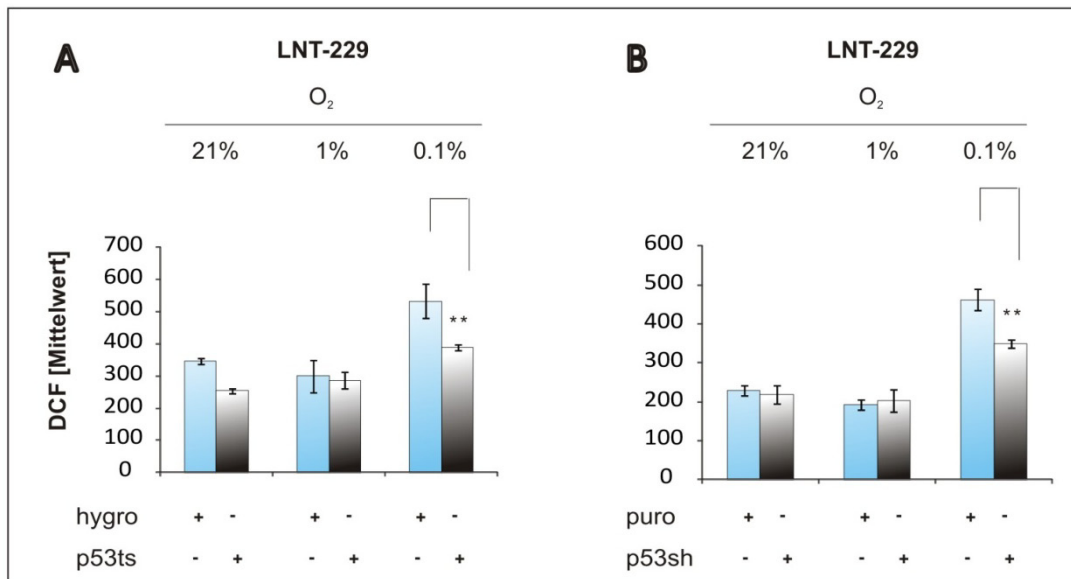 A
LNT-229
O₂
21% 1% 0.1%
DCF [Mittelwert]
700
600
500
400
300
200
100
0
**
hygro + - + - + -
p53ts - + - + - +
B
LNT-229
O₂
21% 1% 0.1%
600
500
400
300
200
100
0
**
puro + - + - + -
p53sh - + - + - +